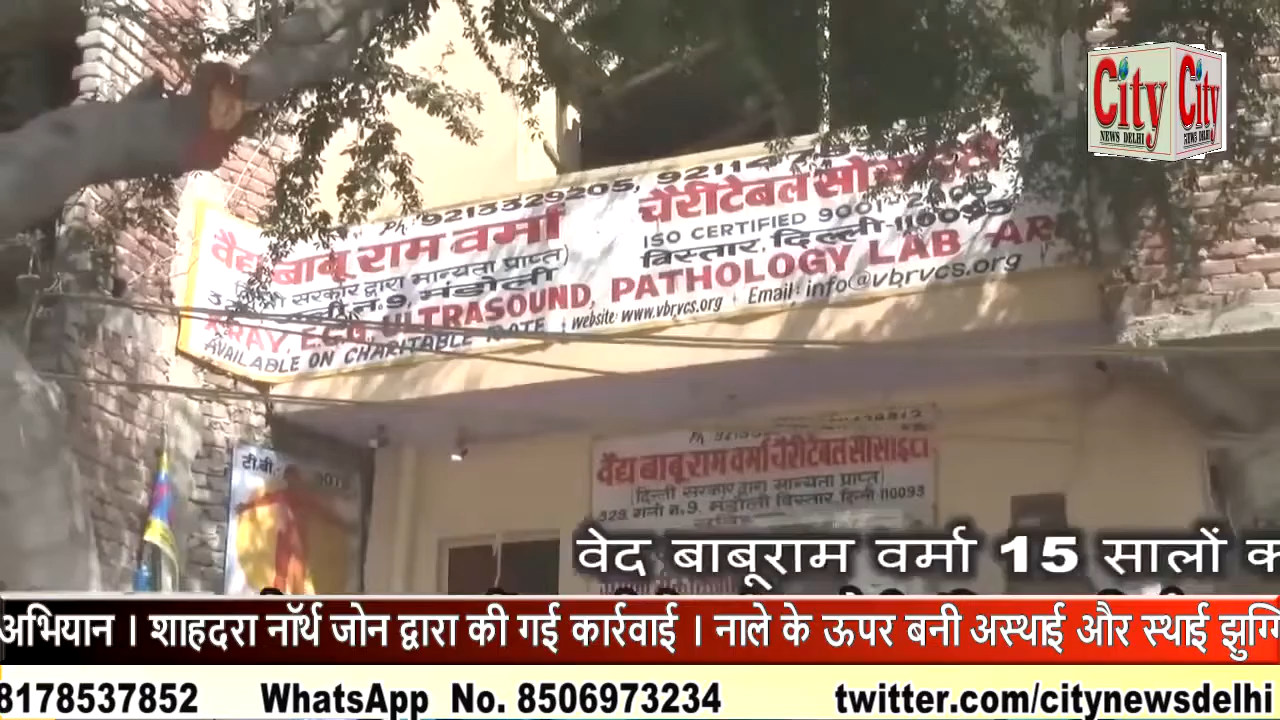 City City
NEWS DELHI NEWS DELHI
Ph: 9213329205, 92114
वैद्य बाबू राम वर्मा चैरीटेबल सोसाइटी
सरकार द्वारा मान्यता प्राप्त) ISO CERTIFIED 9001
न.9, मंडोली विस्तार, दिल्ली-110093
X-RAY, E.C.G, ULTRASOUND, PATHOLOGY LAB
AVAILABLE ON CHARITABLE RATE website: www.vbrvcs.org Email: info@vbrvcs.org
टी.बी.
वैद्य बाबू राम वर्मा चैरीटेबल सोसाइटी
(दिल्ली सरकार द्वारा मान्यता प्राप्त)
329, गली न.9, मंडोली विस्तार, दिल्ली 110093
वेद बाबूराम वर्मा 15 सालों क
अभियान । शाहदरा नॉर्थ जोन द्वारा की गई कार्रवाई । नाले के ऊपर बनी अस्थाई और स्थाई झुग्गि
8178537852 WhatsApp No. 8506973234 twitter.com/citynewsdelhi